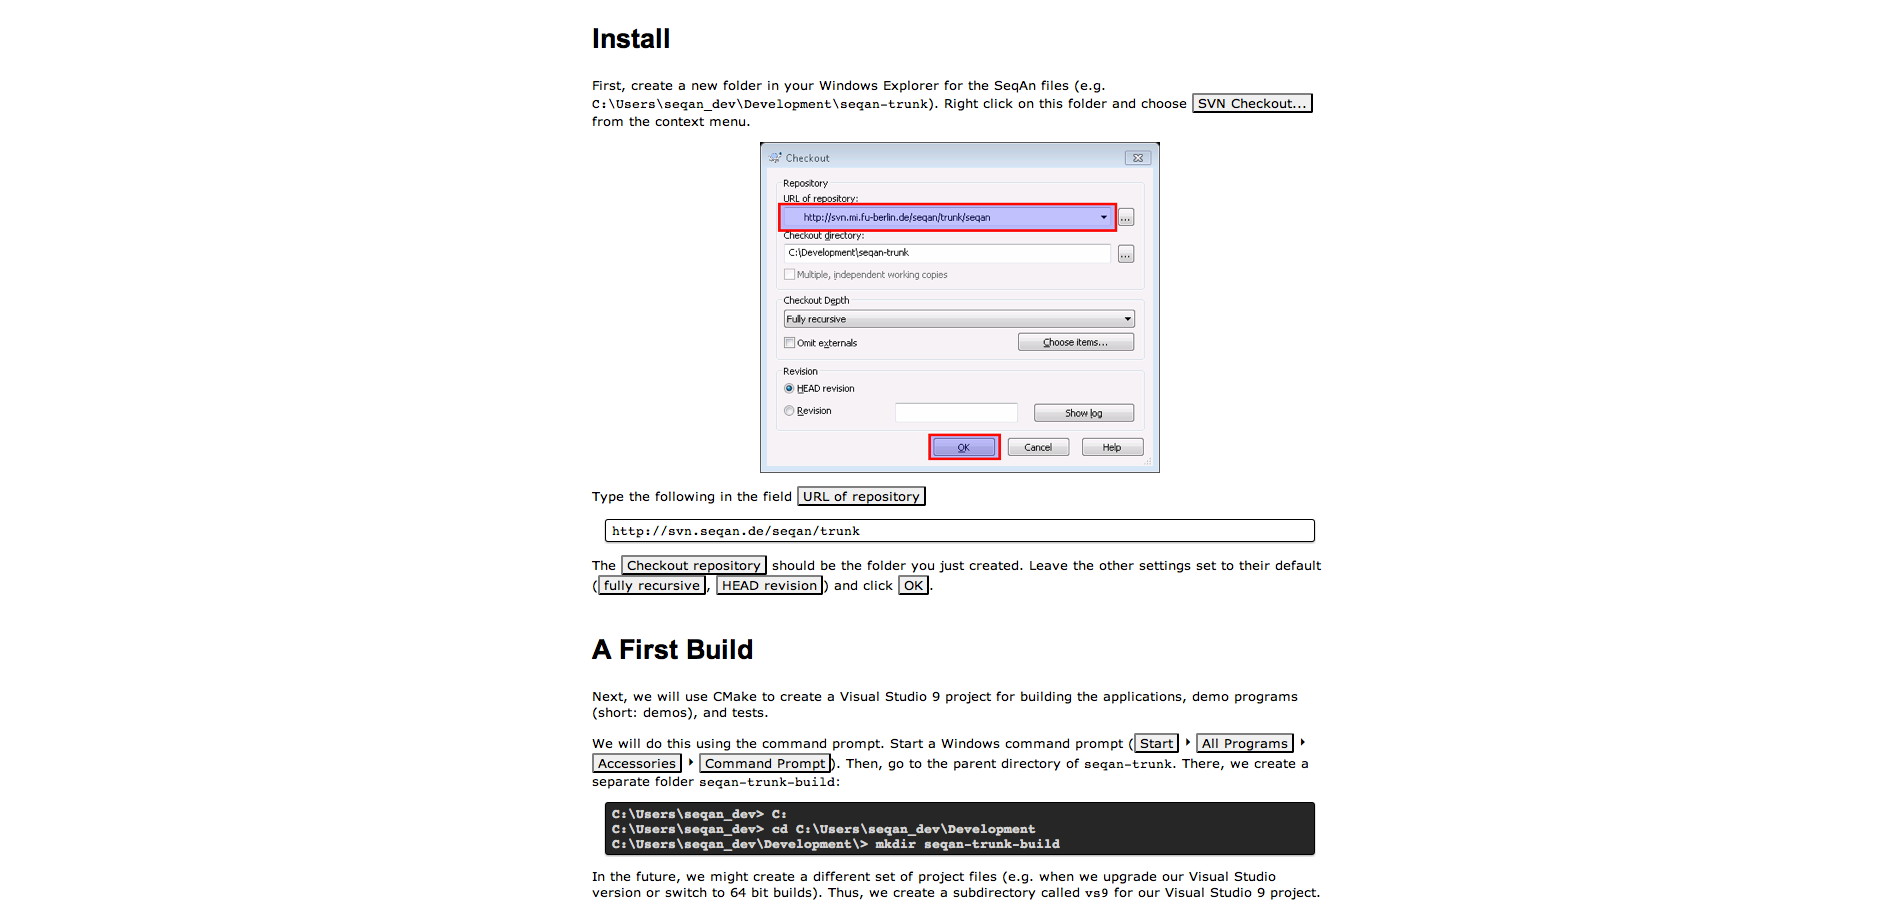 Install
First, create a new folder in your Windows Explorer for the SeqAn files (e.g.
C:\Users\seqan_dev\Development\seqan-trunk). Right click on this folder and choose SVN Checkout...
from the context menu.
Checkout
Repository
URL of repository:
http://svn.mi.fu-berlin.de/seqan/trunk/seqan
...
Checkout directory:
C:\Development\seqan-trunk
...
Multiple, independent working copies
Checkout Depth
Fully recursive
Omit externals
Choose items...
Revision
HEAD revision
Revision
Show log
OK Cancel Help
Type the following in the field URL of repository
http://svn.seqan.de/seqan/trunk
The Checkout repository should be the folder you just created. Leave the other settings set to their default
(fully recursive, HEAD revision) and click OK.
A First Build
Next, we will use CMake to create a Visual Studio 9 project for building the applications, demo programs
(short: demos), and tests.
We will do this using the command prompt. Start a Windows command prompt (Start ‣ All Programs ‣
Accessories ‣ Command Prompt). Then, go to the parent directory of seqan-trunk. There, we create a
separate folder seqan-trunk-build:
C:\Users\seqan_dev> C:
C:\Users\seqan_dev> cd C:\Users\seqan_dev\Development
C:\Users\seqan_dev\Development\> mkdir seqan-trunk-build
In the future, we might create a different set of project files (e.g. when we upgrade our Visual Studio
version or switch to 64 bit builds). Thus, we create a subdirectory called vs9 for our Visual Studio 9 project.